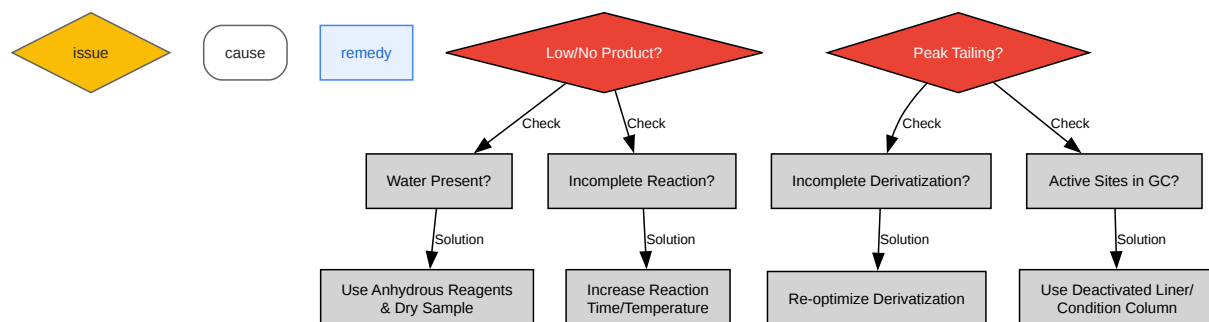 issue
cause
remedy
Low/No Product?
Peak Tailing?
Check
Check
Check
Check
Water Present?
Incomplete Reaction?
Incomplete Derivatization?
Active Sites in GC?
Solution
Solution
Solution
Solution
Use Anhydrous Reagents
& Dry Sample
Increase Reaction
Time/Temperature
Re-optimize Derivatization
Use Deactivated Liner/
Condition Column